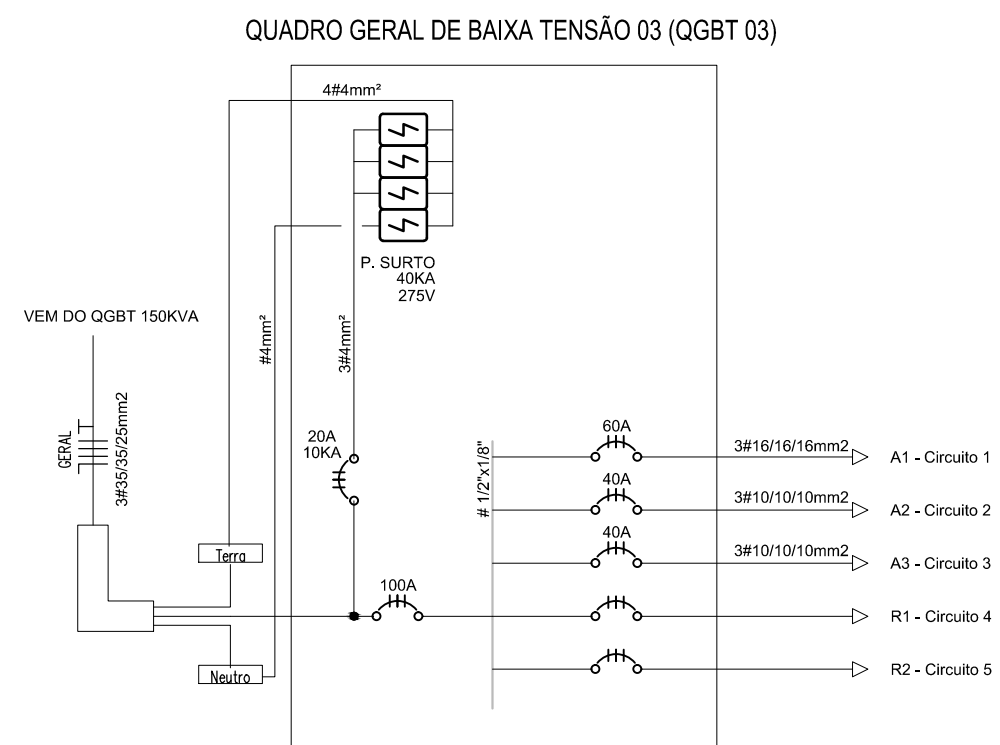 QUADRO GERAL DE BAIXA TENSÃO 03 (QGBT 03)
4#4mm²
P. SURTO
40KA
275V
VEM DO QGBT 150KVA
#4mm²
3#4mm²
GERAL
3#35/35/25mm2
20A
10KA
# 1/2"x1/8"
60A
3#16/16/16mm2
A1 - Circuito 1
40A
3#10/10/10mm2
A2 - Circuito 2
40A
3#10/10/10mm2
A3 - Circuito 3
Terra
100A
R1 - Circuito 4
Neutro
R2 - Circuito 5